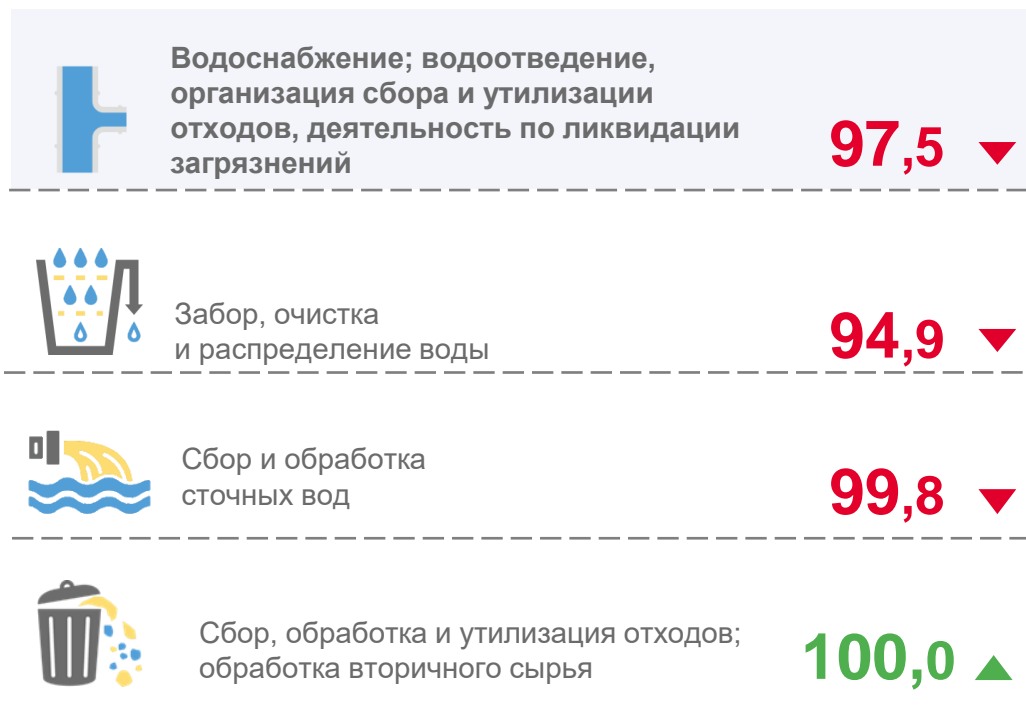 Водоснабжение; водоотведение,
организация сбора и утилизации
отходов, деятельность по ликвидации
загрязнений
97,5
Забор, очистка
и распределение воды
94,9
Сбор и обработка
сточных вод
99,8
Сбор, обработка и утилизация отходов;
обработка вторичного сырья
100,0